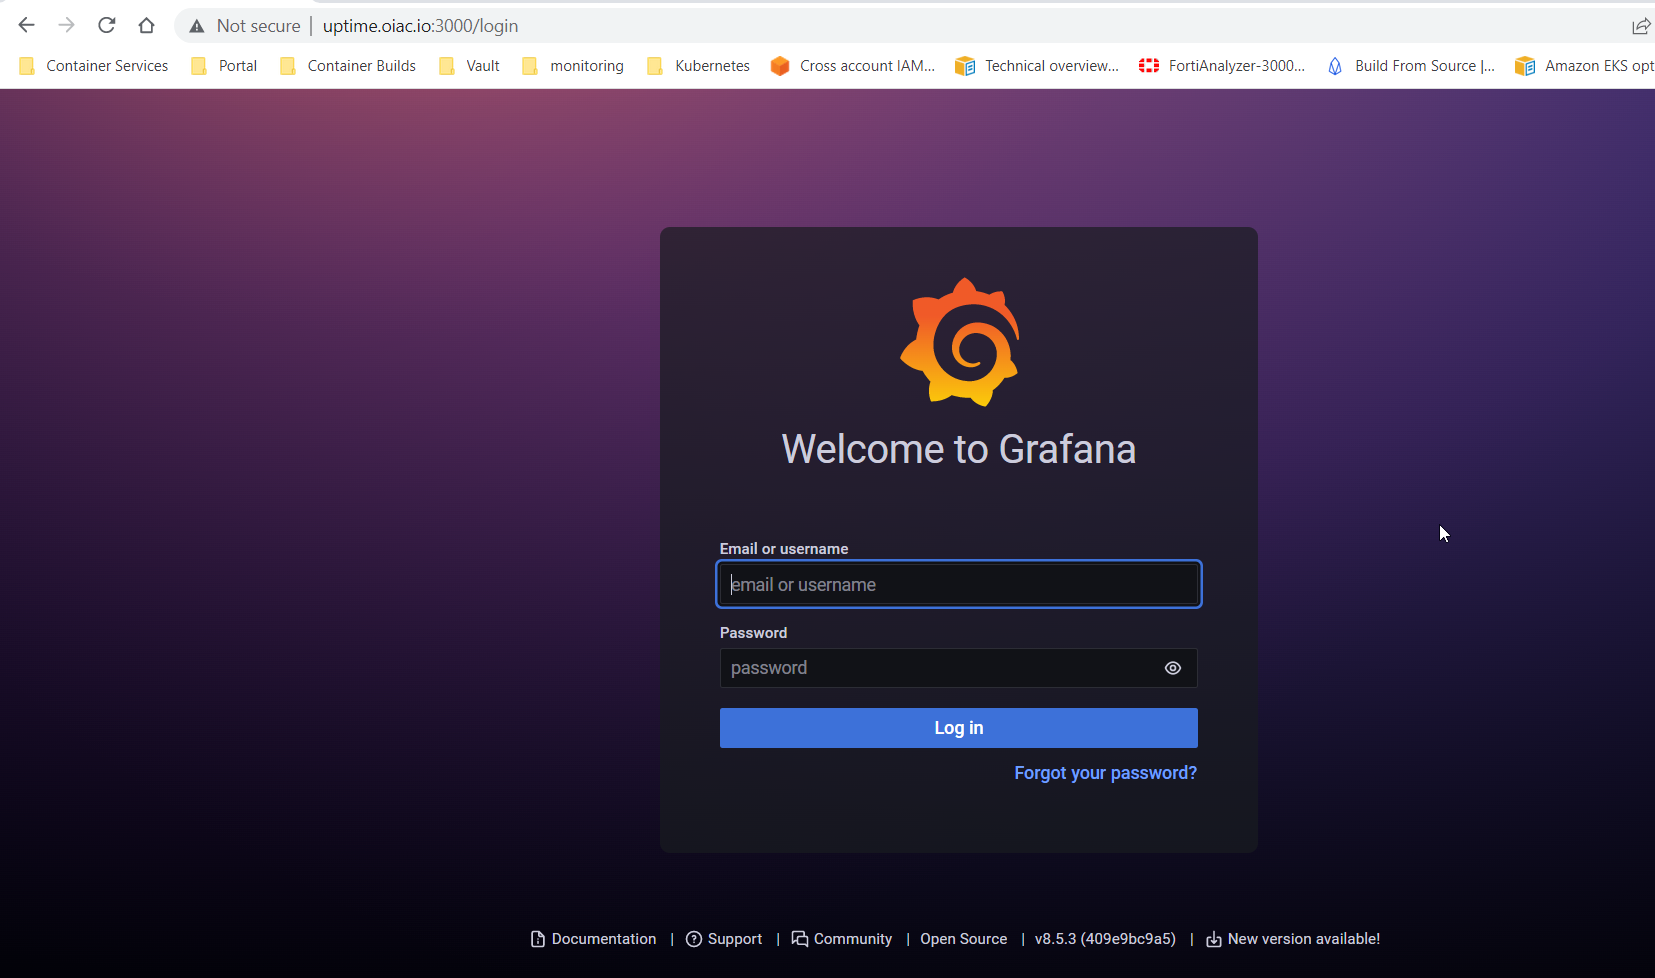 Not secure | uptime.oiac.io:3000/login
Container Services Portal Container Builds Vault monitoring Kubernetes Cross account IAM... Technical overview... FortiAnalyzer-3000... Build From Source |... Amazon EKS opt
Welcome to Grafana
Email or username
email or username
Password
password
Log in
Forgot your password?
Documentation | Support | Community | Open Source | v8.5.3 (409e9bc9a5) | New version available!